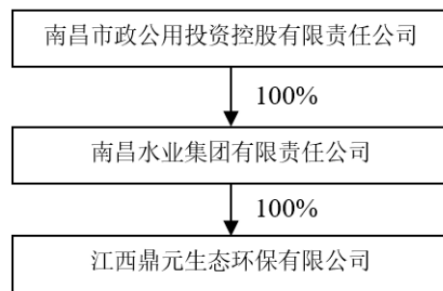 南昌市政公用投资控股有限责任公司
100%
南昌水业集团有限责任公司
100%
江西鼎元生态环保有限公司